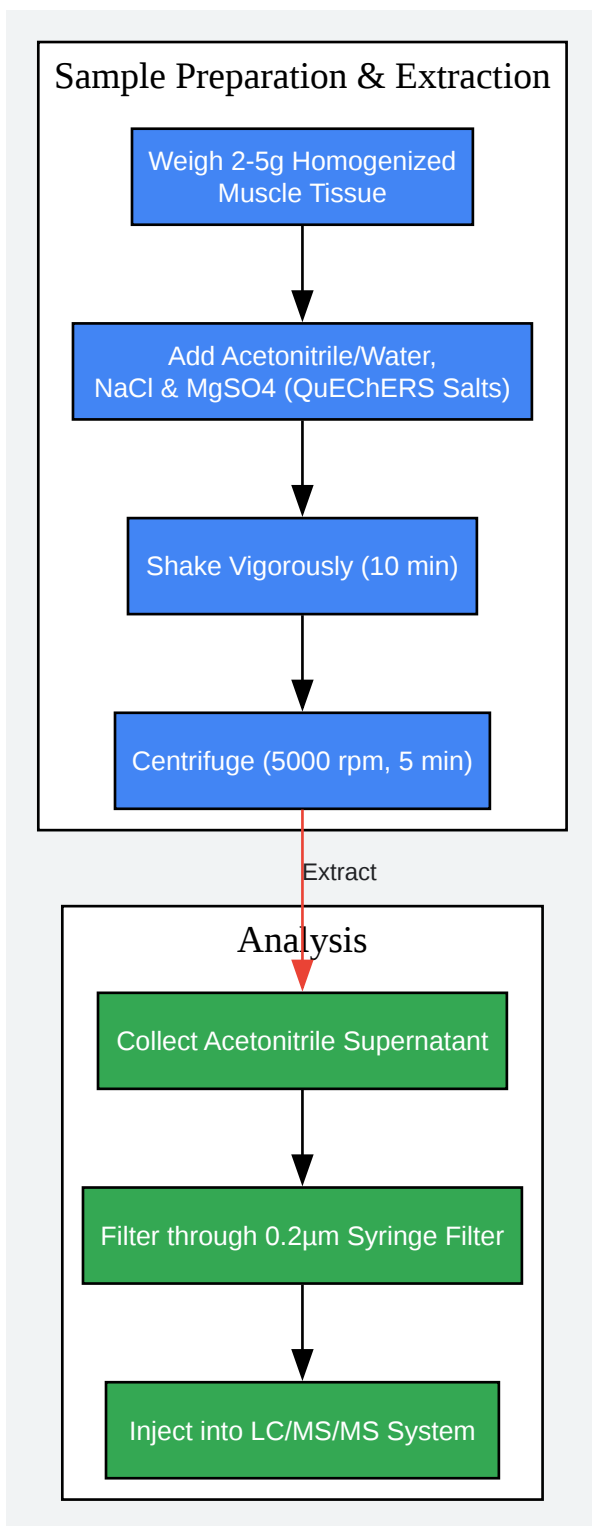 Sample Preparation & Extraction
Weigh 2-5g Homogenized
Muscle Tissue
Add Acetonitrile/Water,
NaCl & MgSO4 (QuEChERS Salts)
Shake Vigorously (10 min)
Centrifuge (5000 rpm, 5 min)
Extract
Analysis
Collect Acetonitrile Supernatant
Filter through 0.2µm Syringe Filter
Inject into LC/MS/MS System